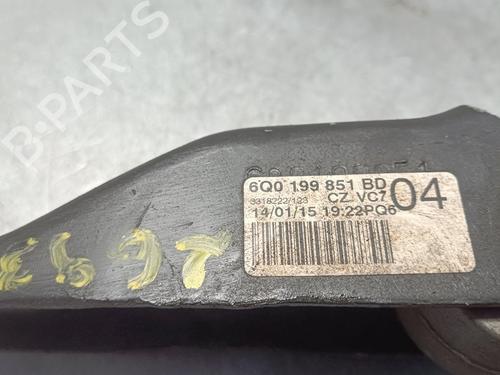 B-PARTS
6Q0 199 851 BD
04
3318222/123 CZ VC7
14/01/15 19:22PQ6